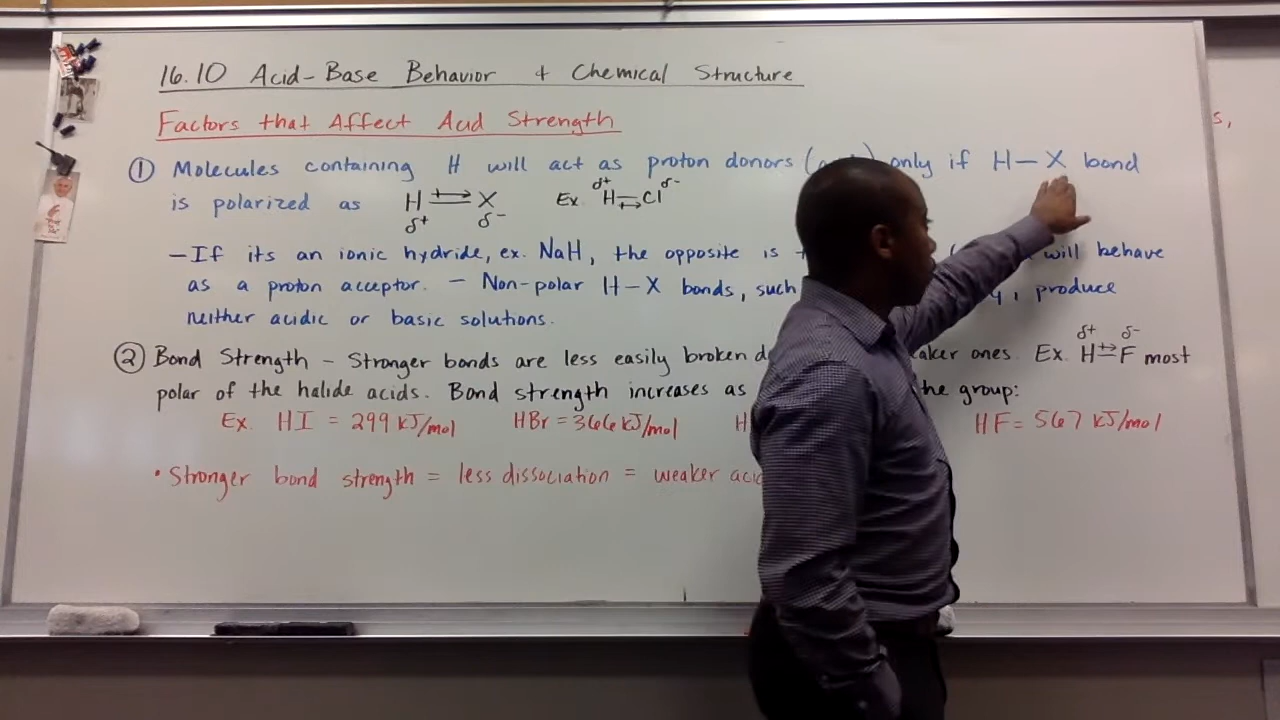 16.10 Acid-Base Behavior + Chemical Structure
Factors that Affect Acid Strength
① Molecules containing H will act as proton donors ( only if H-X bond
is polarized as H X Ex. δ+ H Cl δ-
δ+ δ-
-If its an ionic hydride, ex. NaH, the opposite is will behave
as a proton acceptor. - Non-polar H-X bonds, such , produce
neither acidic or basic solutions.
② Bond Strength - Stronger bonds are less easily broken ones. Ex. δ+ H F δ- most
polar of the halide acids. Bond strength increases as the group:
Ex. HI = 299 kJ/mol HBr = 366 kJ/mol H HF = 567 kJ/mol
• Stronger bond strength = less dissociation = weaker
s,